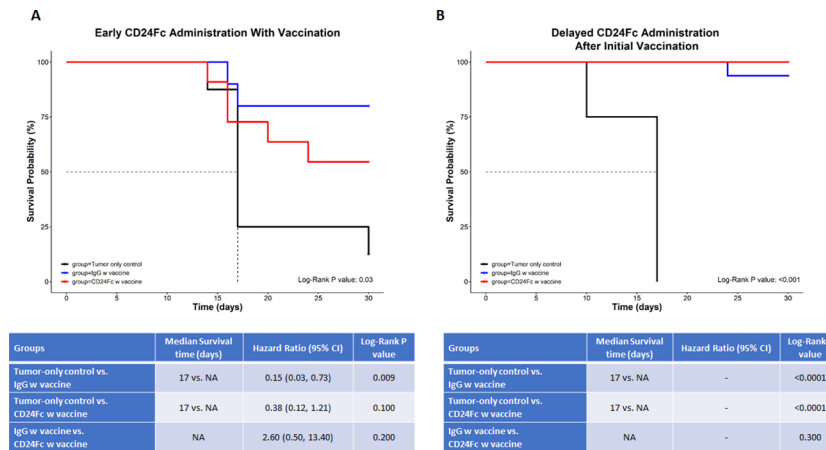 A
Early CD24Fc Administration With Vaccination
100
75
50
25
0
Survival Probability (%)
group=Tumor only control
group=IgG w vaccine
group=CD24Fc w vaccine
Log-Rank P value: 0.03
0 5 10 15 20 25 30
Time (days)
Groups Median Survival time (days) Hazard Ratio (95% CI) Log-Rank P value
Tumor-only control vs. IgG w vaccine 17 vs. NA 0.15 (0.03, 0.73) 0.009
Tumor-only control vs. CD24Fc w vaccine 17 vs. NA 0.38 (0.12, 1.21) 0.100
IgG w vaccine vs. CD24Fc w vaccine NA 2.60 (0.50, 13.40) 0.200
B
Delayed CD24Fc Administration
After Initial Vaccination
100
75
50
25
0
Survival Probability (%)
group=Tumor only control
group=IgG w vaccine
group=CD24Fc w vaccine
Log-Rank P value: <0.001
0 5 10 15 20 25 30
Time (days)
Groups Median Survival time (days) Hazard Ratio (95% CI) Log-Rank value
Tumor-only control vs. IgG w vaccine 17 vs. NA - <0.0001
Tumor-only control vs. CD24Fc w vaccine 17 vs. NA - <0.0001
IgG w vaccine vs. CD24Fc w vaccine NA - 0.300